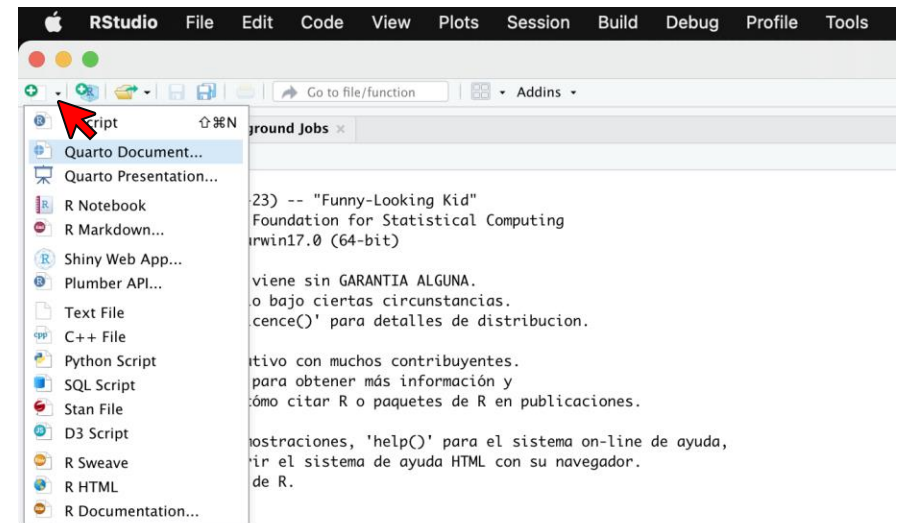 RStudio File Edit Code View Plots Session Build Debug Profile Tools
Go to file/function Addins
cript ⇧⌘N
ground Jobs ×
Quarto Document...
Quarto Presentation...
R Notebook
R Markdown...
Shiny Web App...
Plumber API...
Text File
C++ File
Python Script
SQL Script
Stan File
D3 Script
R Sweave
R HTML
R Documentation...
-23) -- "Funny-Looking Kid"
Foundation for Statistical Computing
arwin17.0 (64-bit)
viene sin GARANTIA ALGUNA.
o bajo ciertas circunstancias.
cence()' para detalles de distribucion.
tivo con muchos contribuyentes.
para obtener más información y
cómo citar R o paquetes de R en publicaciones.
ostraciones, 'help()' para el sistema on-line de ayuda,
ir el sistema de ayuda HTML con su navegador.
de R.